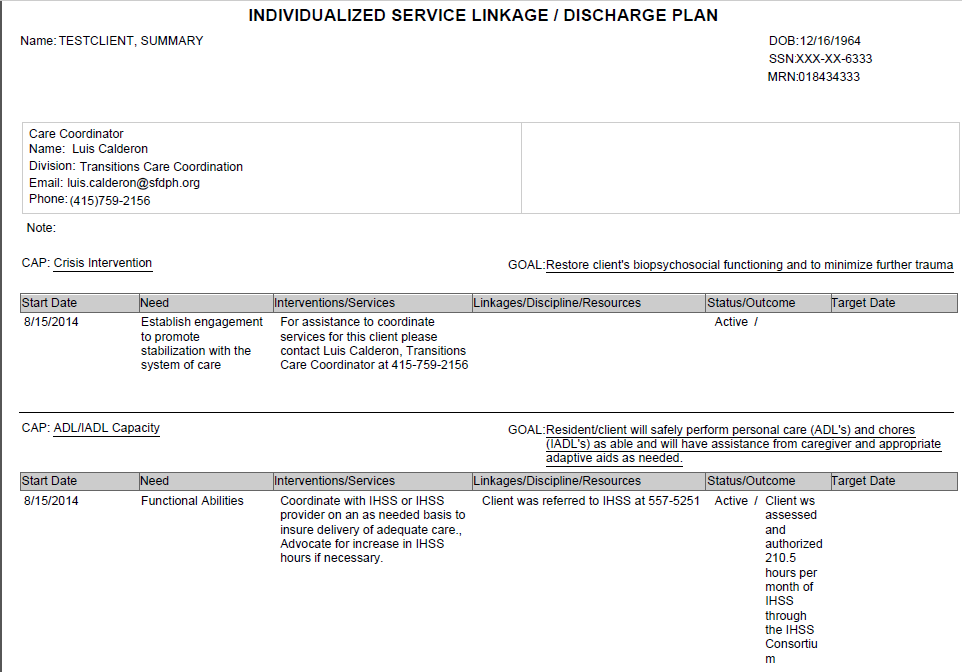 INDIVIDUALIZED SERVICE LINKAGE / DISCHARGE PLAN
Name: TESTCLIENT, SUMMARY
DOB:12/16/1964
SSN:XXX-XX-6333
MRN:018434333
Care Coordinator
Name: Luis Calderon
Division: Transitions Care Coordination
Email: luis.calderon@sfdph.org
Phone: (415)759-2156
Note:
CAP: Crisis Intervention
GOAL:Restore client's biopsychosocial functioning and to minimize further trauma
Start Date Need Interventions/Services Linkages/Discipline/Resources Status/Outcome Target Date
8/15/2014
Establish engagement
to promote
stabilization with the
system of care
For assistance to coordinate
services for this client please
contact Luis Calderon, Transitions
Care Coordinator at 415-759-2156
Active /
CAP: ADL/IADL Capacity
GOAL:Resident/client will safely perform personal care (ADL's) and chores
(IADL's) as able and will have assistance from caregiver and appropriate
adaptive aids as needed.
Start Date Need Interventions/Services Linkages/Discipline/Resources Status/Outcome Target Date
8/15/2014
Functional Abilities
Coordinate with IHSS or IHSS
provider on an as needed basis to
insure delivery of adequate care.,
Advocate for increase in IHSS
hours if necessary.
Client was referred to IHSS at 557-5251
Active / Client ws
assessed
and
authorized
210.5
hours per
month of
IHSS
through
the IHSS
Consortiu
m